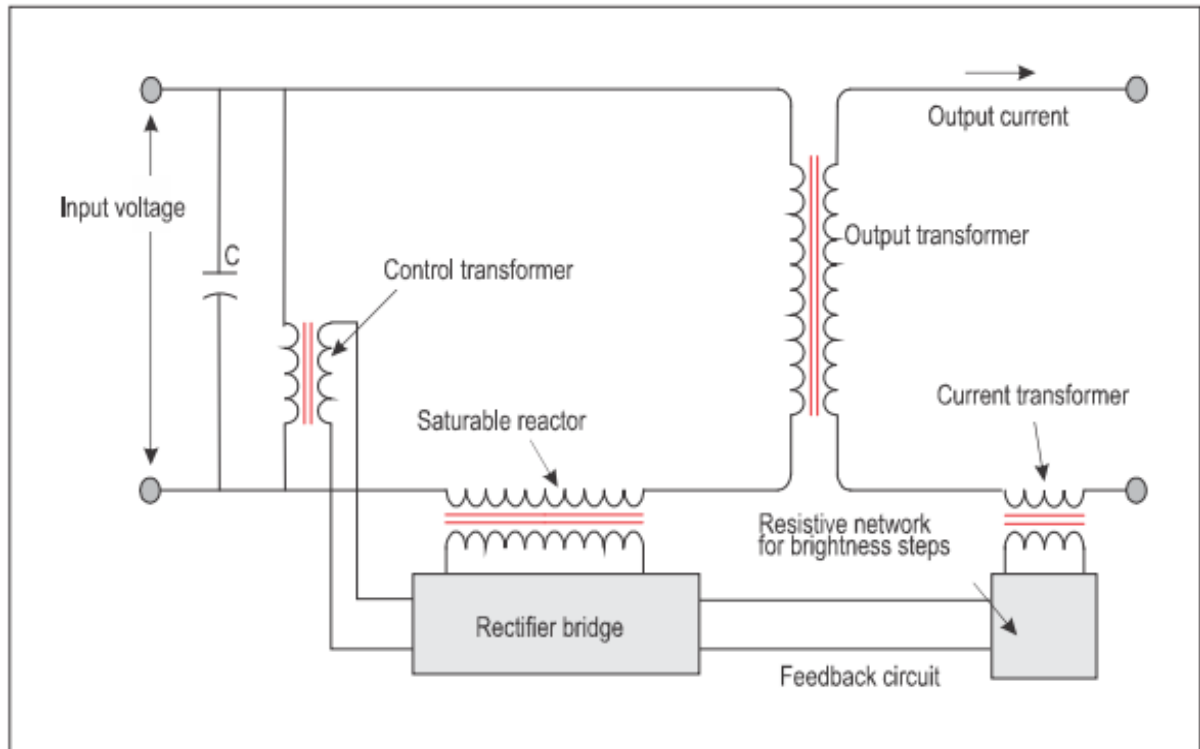 Output current
Input voltage
C
Output transformer
Control transformer
Current transformer
Saturable reactor
Resistive network
for brightness steps
Rectifier bridge
Feedback circuit